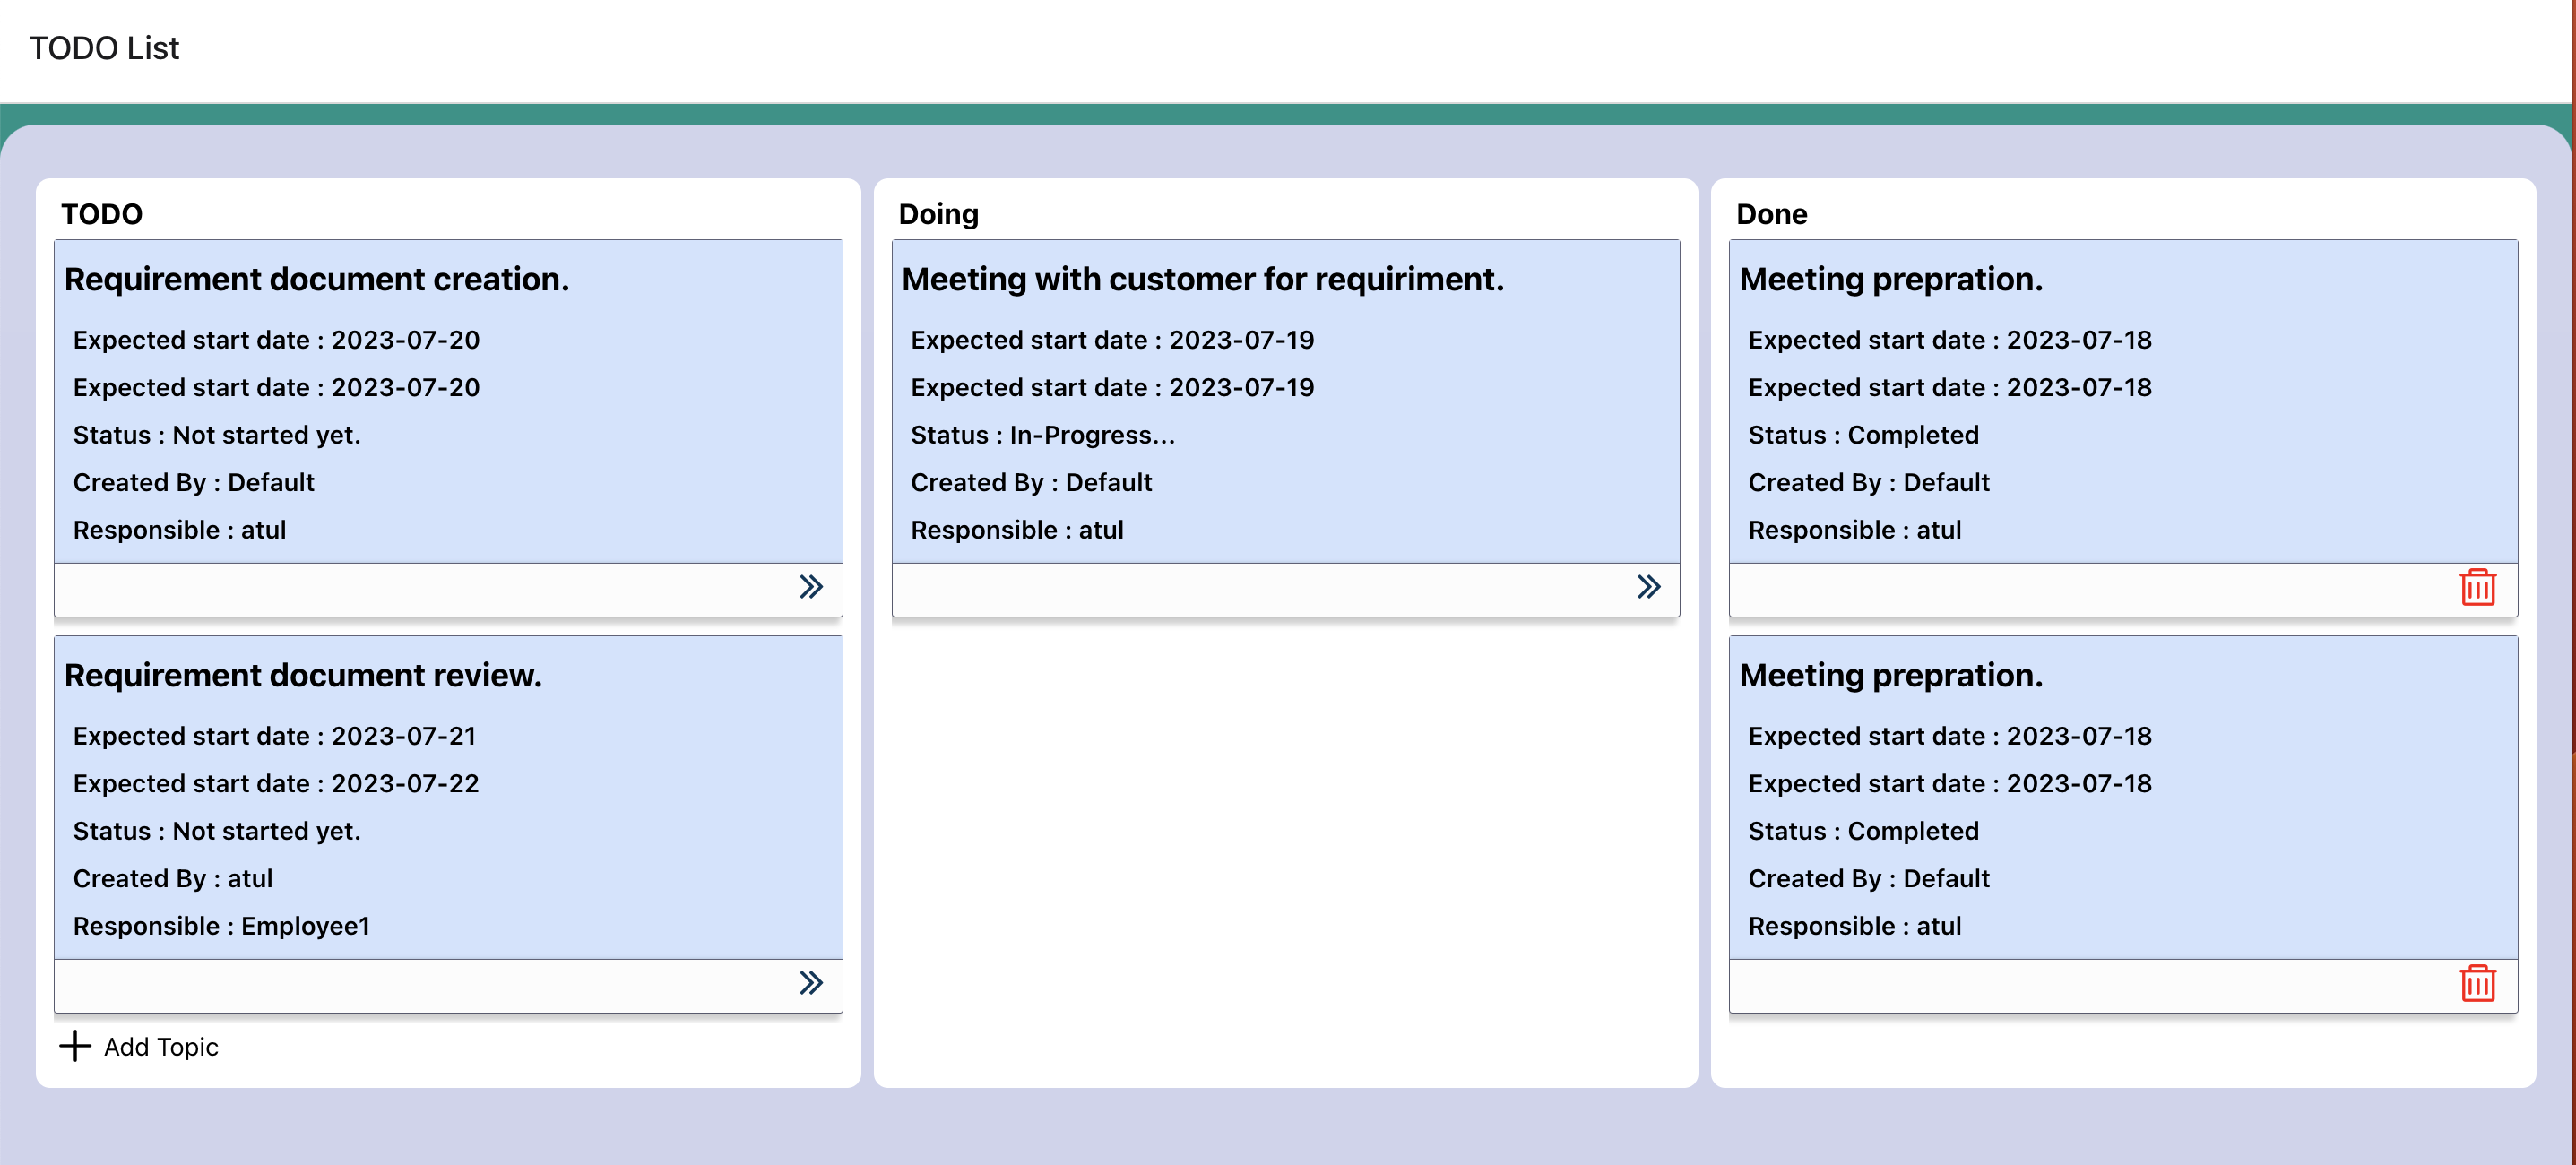 TODO List
TODO
Requirement document creation.
Expected start date : 2023-07-20
Expected start date : 2023-07-20
Status : Not started yet.
Created By : Default
Responsible : atul
Requirement document review.
Expected start date : 2023-07-21
Expected start date : 2023-07-22
Status : Not started yet.
Created By : atul
Responsible : Employee1
Add Topic
Doing
Meeting with customer for requiriment.
Expected start date : 2023-07-19
Expected start date : 2023-07-19
Status : In-Progress...
Created By : Default
Responsible : atul
Done
Meeting prepration.
Expected start date : 2023-07-18
Expected start date : 2023-07-18
Status : Completed
Created By : Default
Responsible : atul
Meeting prepration.
Expected start date : 2023-07-18
Expected start date : 2023-07-18
Status : Completed
Created By : Default
Responsible : atul